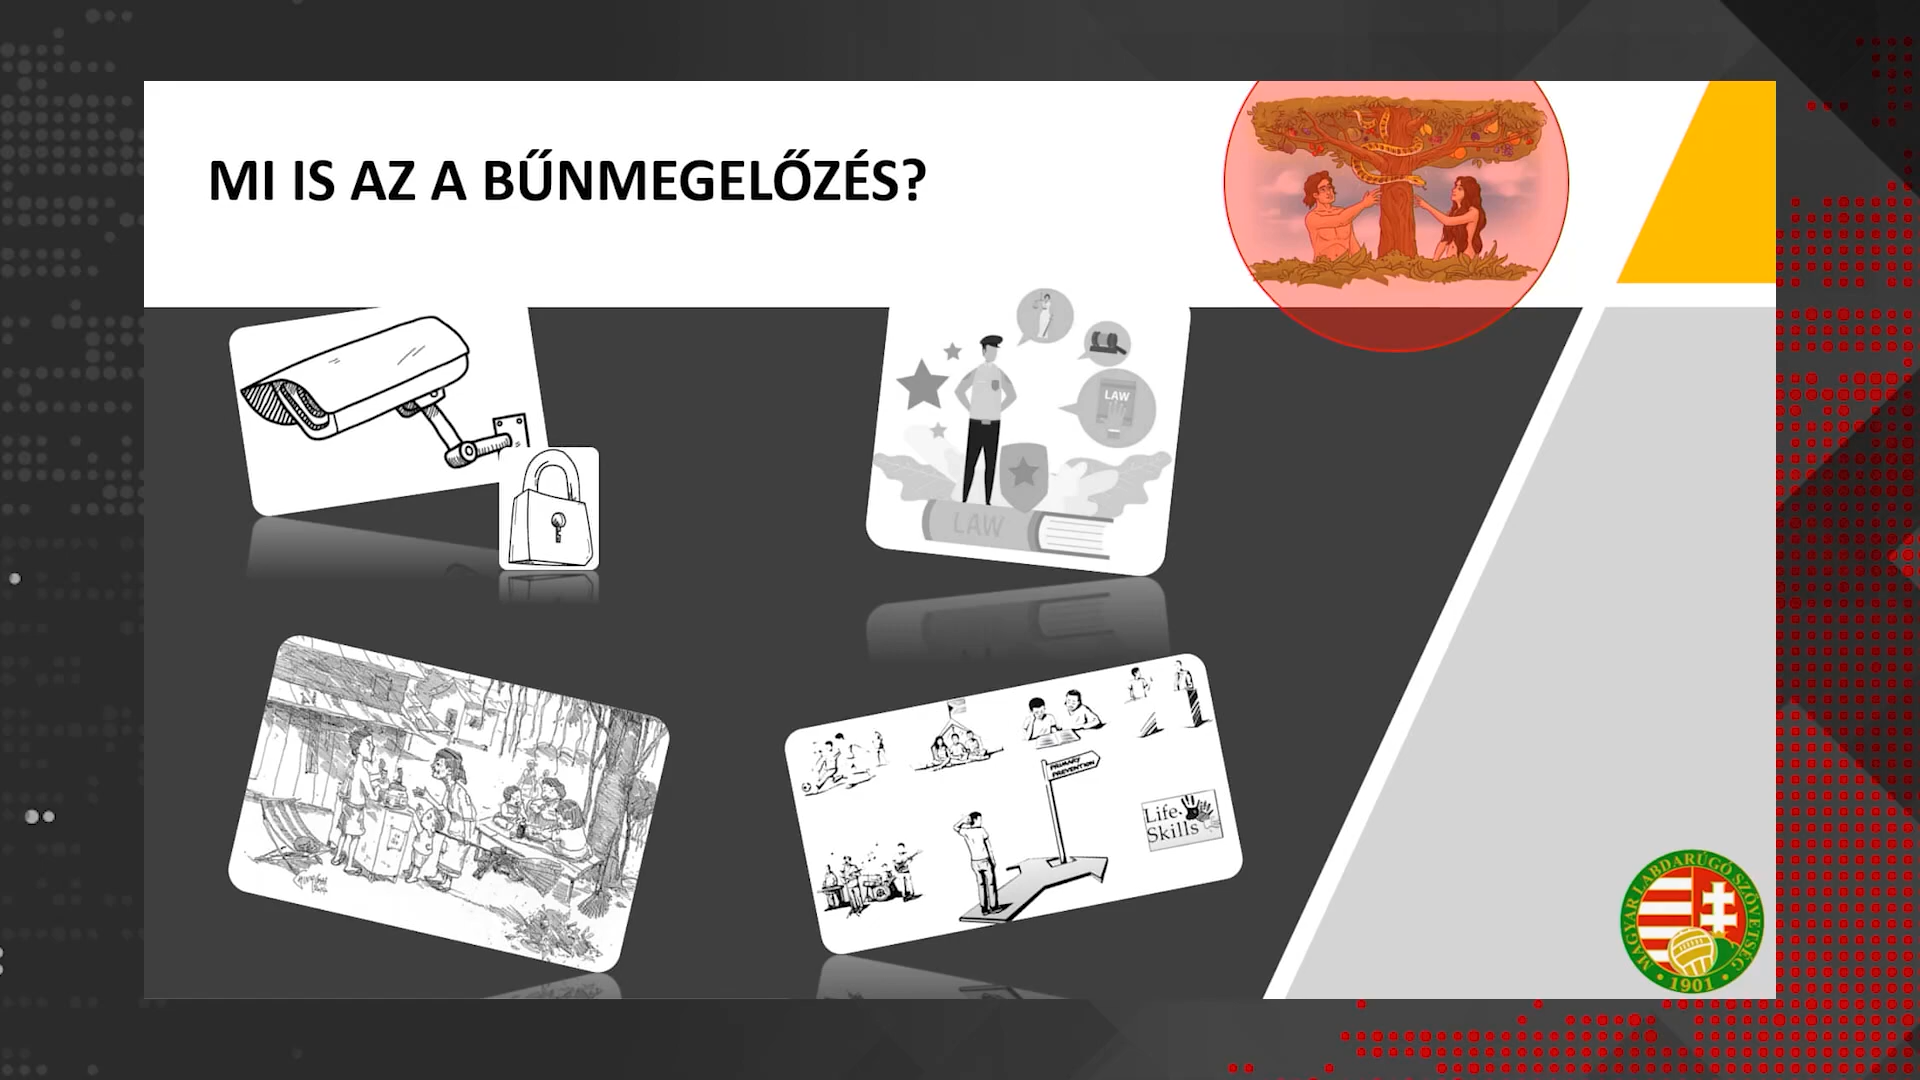 MI IS AZ A BŰNMEGELŐZÉS?
LAW
LAW
PRIMARY
PREVENTION
Life
Skills
MAGYAR LABDARÚGÓ SZÖVETSÉG
1901